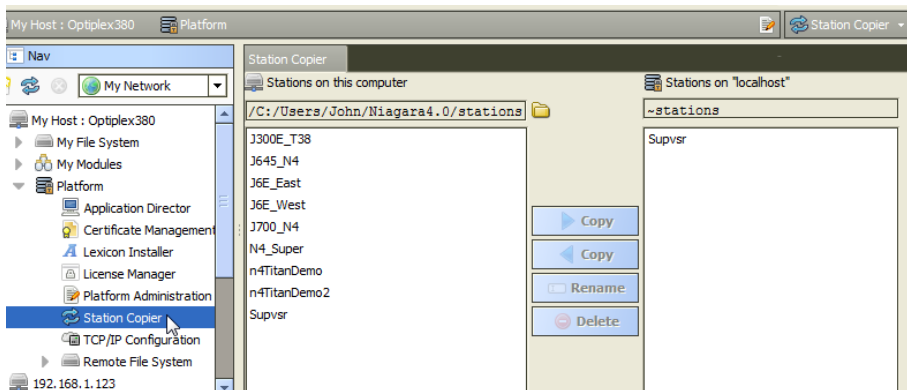 My Host : Optiplex380 Platform Station Copier
Nav
My Network
My Host : Optiplex380
My File System
My Modules
Platform
Application Director
Certificate Management
Lexicon Installer
License Manager
Platform Administration
Station Copier
TCP/IP Configuration
Remote File System
192.168.1.123
Station Copier
Stations on this computer
/C:/Users/John/Niagara4.0/stations
J300E_T38
J645_N4
J6E_East
J6E_West
J700_N4
N4_Super
n4TitanDemo
n4TitanDemo2
Supvsr
Copy
Copy
Rename
Delete
Stations on "localhost"
~stations
Supvsr